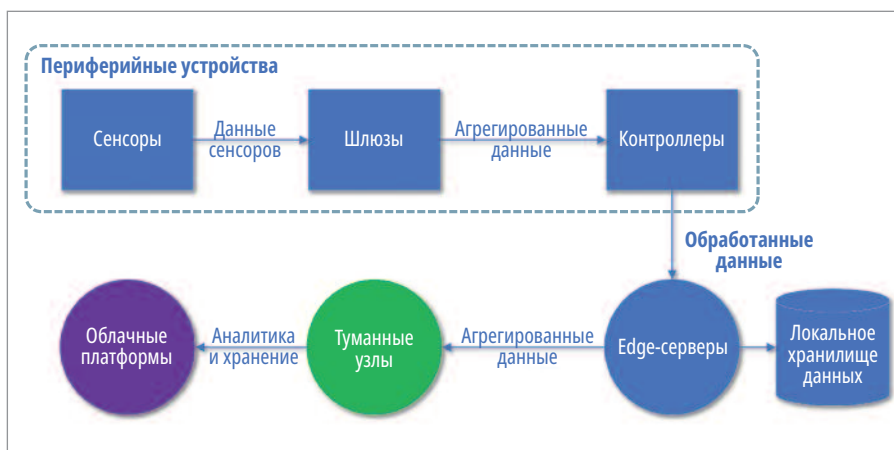 Периферийные устройства
Сенсоры
Данные
сенсоров
Шлюзы
Агрегированные
данные
Контроллеры
Обработанные
данные
Облачные
платформы
Аналитика
и хранение
Туманные
узлы
Агрегированные
данные
Edge-серверы
Локальное
хранилище
данных